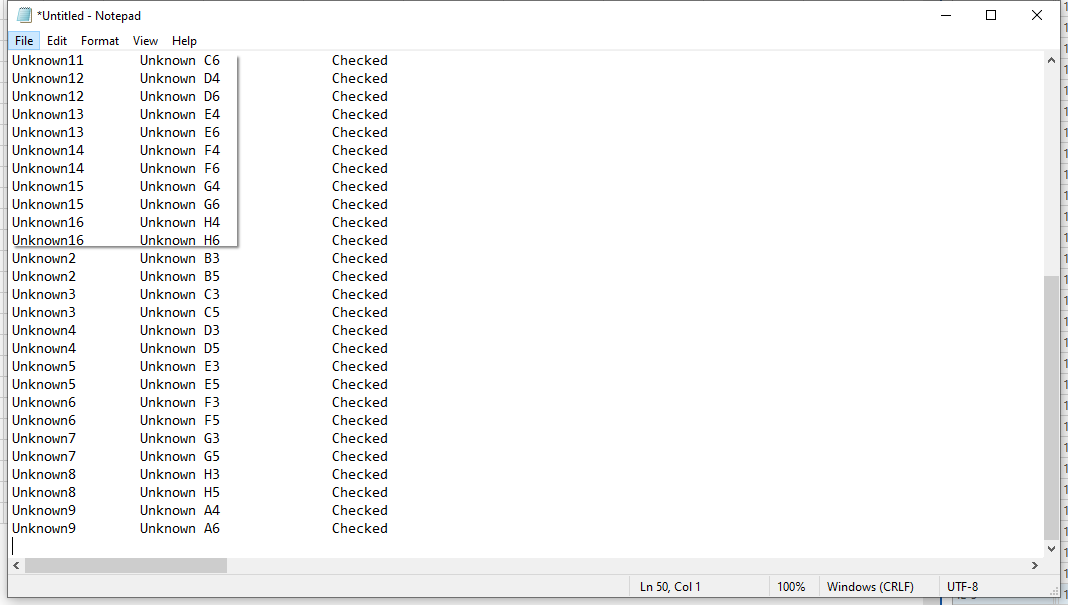 *Untitled - Notepad
File Edit Format View Help
Unknown11 Unknown C6 Checked
Unknown12 Unknown D4 Checked
Unknown12 Unknown D6 Checked
Unknown13 Unknown E4 Checked
Unknown13 Unknown E6 Checked
Unknown14 Unknown F4 Checked
Unknown14 Unknown F6 Checked
Unknown15 Unknown G4 Checked
Unknown15 Unknown G6 Checked
Unknown16 Unknown H4 Checked
Unknown16 Unknown H6 Checked
Unknown2 Unknown B3 Checked
Unknown2 Unknown B5 Checked
Unknown3 Unknown C3 Checked
Unknown3 Unknown C5 Checked
Unknown4 Unknown D3 Checked
Unknown4 Unknown D5 Checked
Unknown5 Unknown E3 Checked
Unknown5 Unknown E5 Checked
Unknown6 Unknown F3 Checked
Unknown6 Unknown F5 Checked
Unknown7 Unknown G3 Checked
Unknown7 Unknown G5 Checked
Unknown8 Unknown H3 Checked
Unknown8 Unknown H5 Checked
Unknown9 Unknown A4 Checked
Unknown9 Unknown A6 Checked
Ln 50, Col 1 100% Windows (CRLF) UTF-8